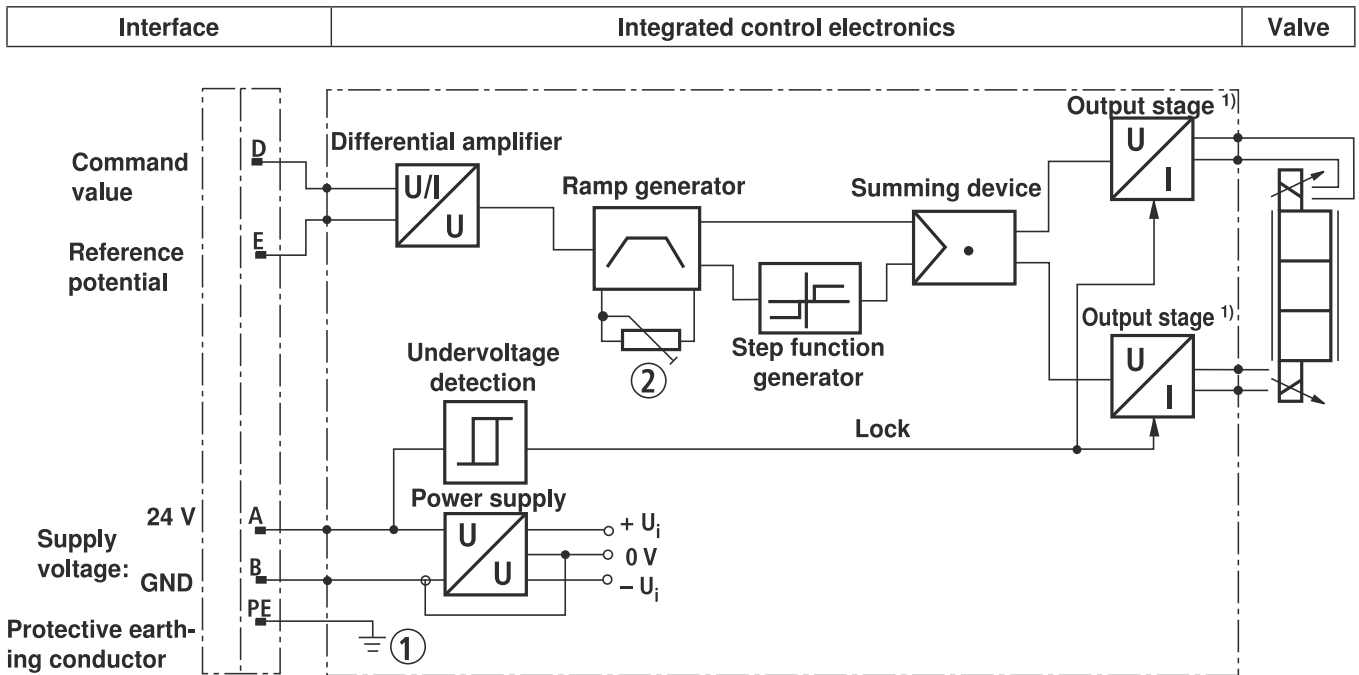 Interface
Integrated control electronics
Valve
Output stage 1)
Differential amplifier
D
Command
value
U/I
U
Ramp generator
Summing device
U
I
E
Reference
potential
Output stage 1)
Step function
generator
Undervoltage
detection
2
U
I
Lock
Power supply
24 V
A
U
U
+ Ui
0 V
– Ui
Supply
voltage:
B
GND
PE
Protective earth-
ing conductor
1